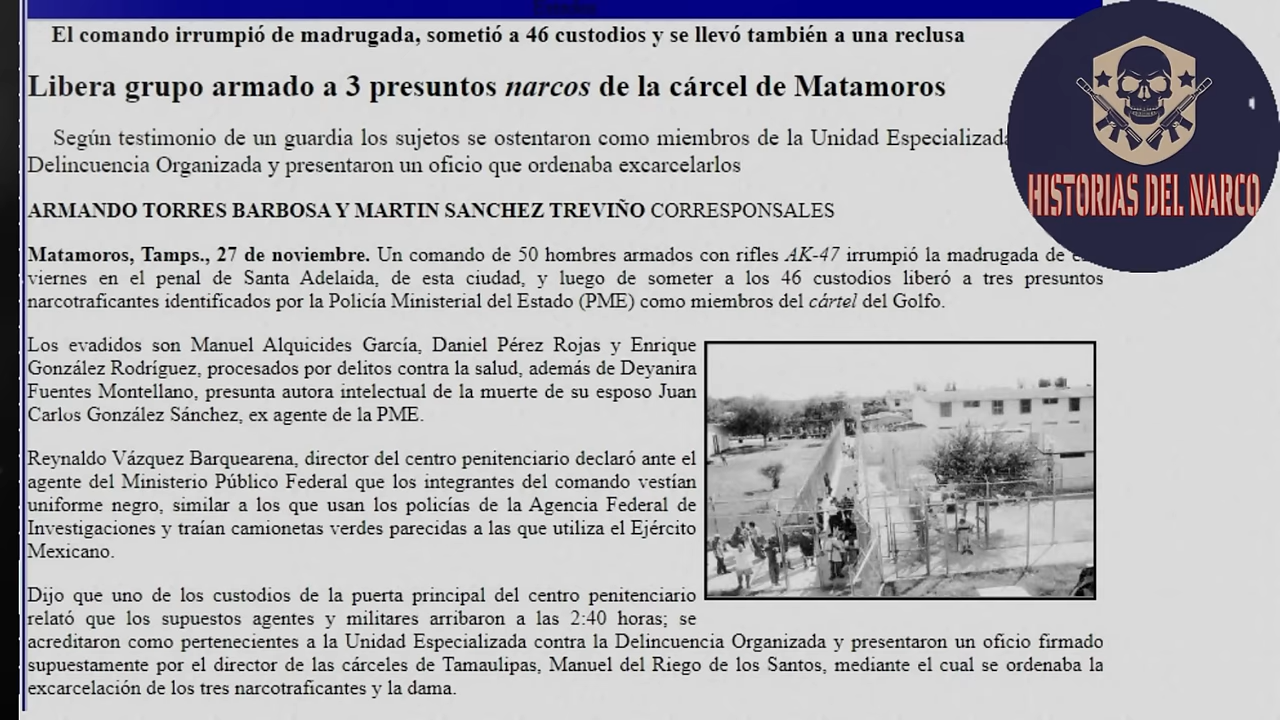 El comando irrumpió de madrugada, sometió a 46 custodios y se llevó también a una reclusa
Libera grupo armado a 3 presuntos narcos de la cárcel de Matamoros
Según testimonio de un guardia los sujetos se ostentaron como miembros de la Unidad Especializada
Delincuencia Organizada y presentaron un oficio que ordenaba excarcelarlos
ARMANDO TORRES BARBOSA Y MARTIN SANCHEZ TREVIÑO CORRESPONSALES
Matamoros, Tamps., 27 de noviembre. Un comando de 50 hombres armados con rifles AK-47 irrumpió la madrugada de
viernes en el penal de Santa Adelaida, de esta ciudad, y luego de someter a los 46 custodios liberó a tres presuntos
narcotraficantes identificados por la Policía Ministerial del Estado (PME) como miembros del cártel del Golfo.
Los evadidos son Manuel Alquicides García, Daniel Pérez Rojas y Enrique
González Rodríguez, procesados por delitos contra la salud, además de Deyanira
Fuentes Montellano, presunta autora intelectual de la muerte de su esposo Juan
Carlos González Sánchez, ex agente de la PME.
Reynaldo Vázquez Barquearena, director del centro penitenciario declaró ante el
agente del Ministerio Público Federal que los integrantes del comando vestían
uniforme negro, similar a los que usan los policías de la Agencia Federal de
Investigaciones y traían camionetas verdes parecidas a las que utiliza el Ejército
Mexicano.
Dijo que uno de los custodios de la puerta principal del centro penitenciario
relató que los supuestos agentes y militares arribaron a las 2:40 horas; se
acreditaron como pertenecientes a la Unidad Especializada contra la Delincuencia Organizada y presentaron un oficio firmado
supuestamente por el director de las cárceles de Tamaulipas, Manuel del Riego de los Santos, mediante el cual se ordenaba la
excarcelación de los tres narcotraficantes y la dama.
HISTORIAS DEL NARCO